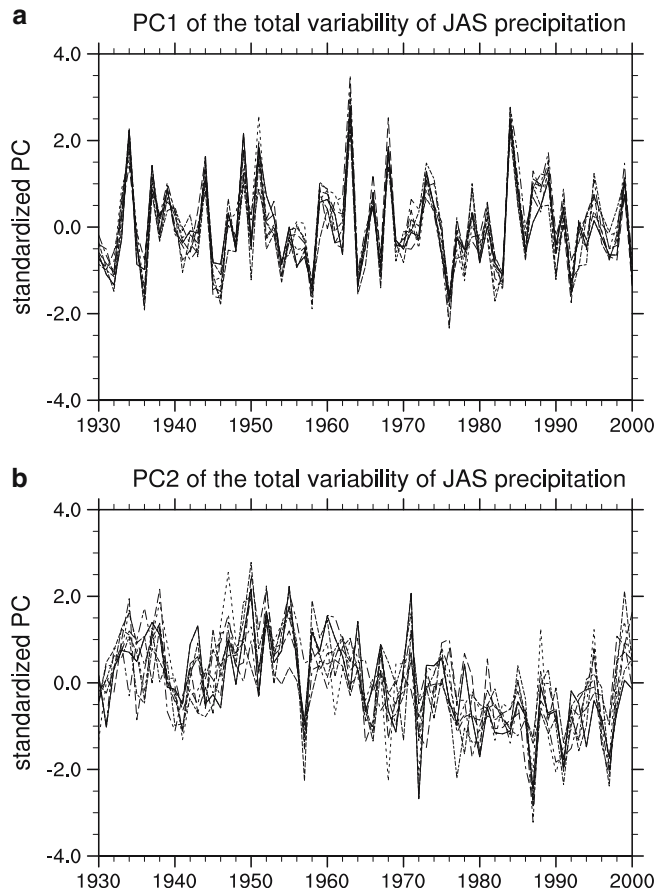 a
PC1 of the total variability of JAS precipitation
4.0
2.0
0.0
-2.0
-4.0
standardized PC
1930 1940 1950 1960 1970 1980 1990 2000
b
PC2 of the total variability of JAS precipitation
4.0
2.0
0.0
-2.0
-4.0
standardized PC
1930 1940 1950 1960 1970 1980 1990 2000